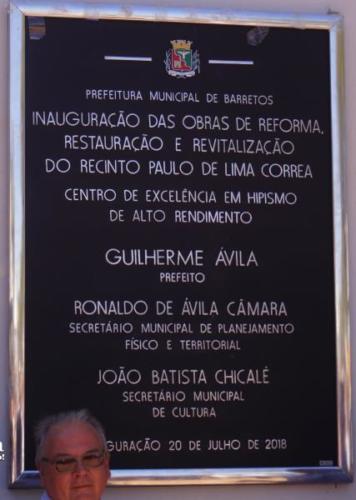 PREFEITURA MUNICIPAL DE BARRETOS
INAUGURAÇÃO DAS OBRAS DE REFORMA,
RESTAURAÇÃO E REVITALIZAÇÃO
DO RECINTO PAULO DE LIMA CORREA
CENTRO DE EXCELÊNCIA EM HIPISMO
DE ALTO RENDIMENTO
GUILHERME ÁVILA
PREFEITO
RONALDO DE ÁVILA CÂMARA
SECRETÁRIO MUNICIPAL DE PLANEJAMENTO
FÍSICO E TERRITORIAL
JOÃO BATISTA CHICALÉ
SECRETÁRIO MUNICIPAL
DE CULTURA
GURAÇÃO 20 DE JULHO DE 2018